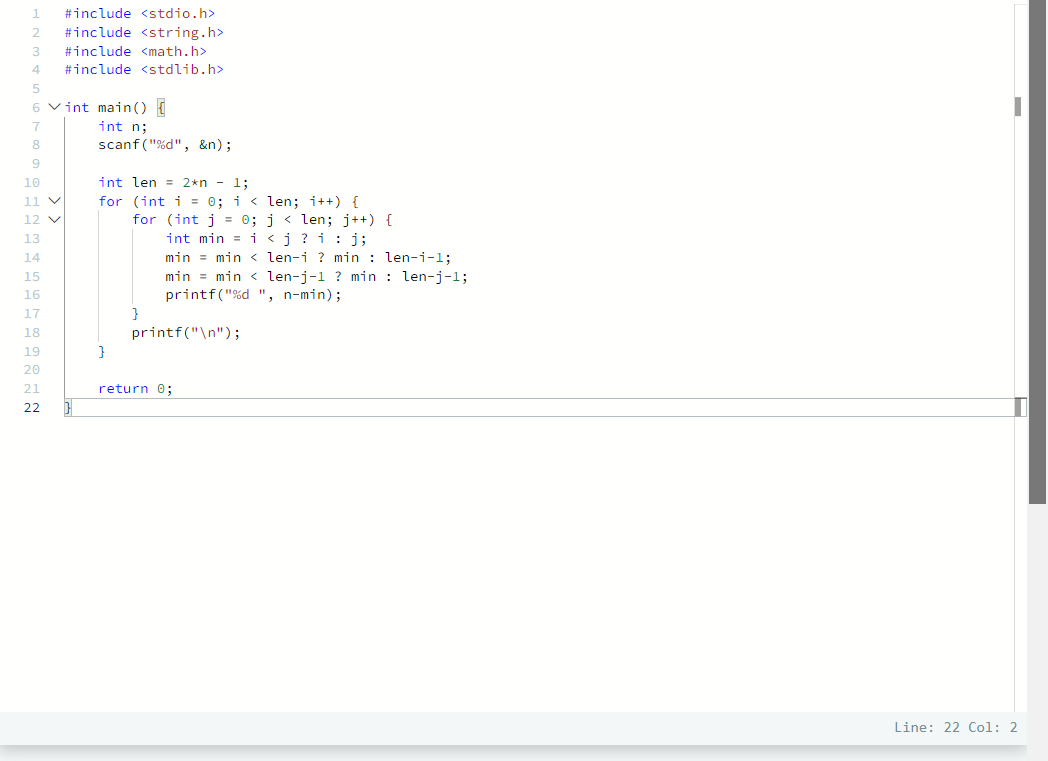 1 #include <stdio.h>
2 #include <string.h>
3 #include <math.h>
4 #include <stdlib.h>
5
6 int main() {
7     int n;
8     scanf("%d", &n);
9
10     int len = 2*n - 1;
11     for (int i = 0; i < len; i++) {
12         for (int j = 0; j < len; j++) {
13             int min = i < j ? i : j;
14             min = min < len-i ? min : len-i-1;
15             min = min < len-j-1 ? min : len-j-1;
16             printf("%d ", n-min);
17         }
18         printf("\n");
19     }
20
21     return 0;
22 }
Line: 22 Col: 2